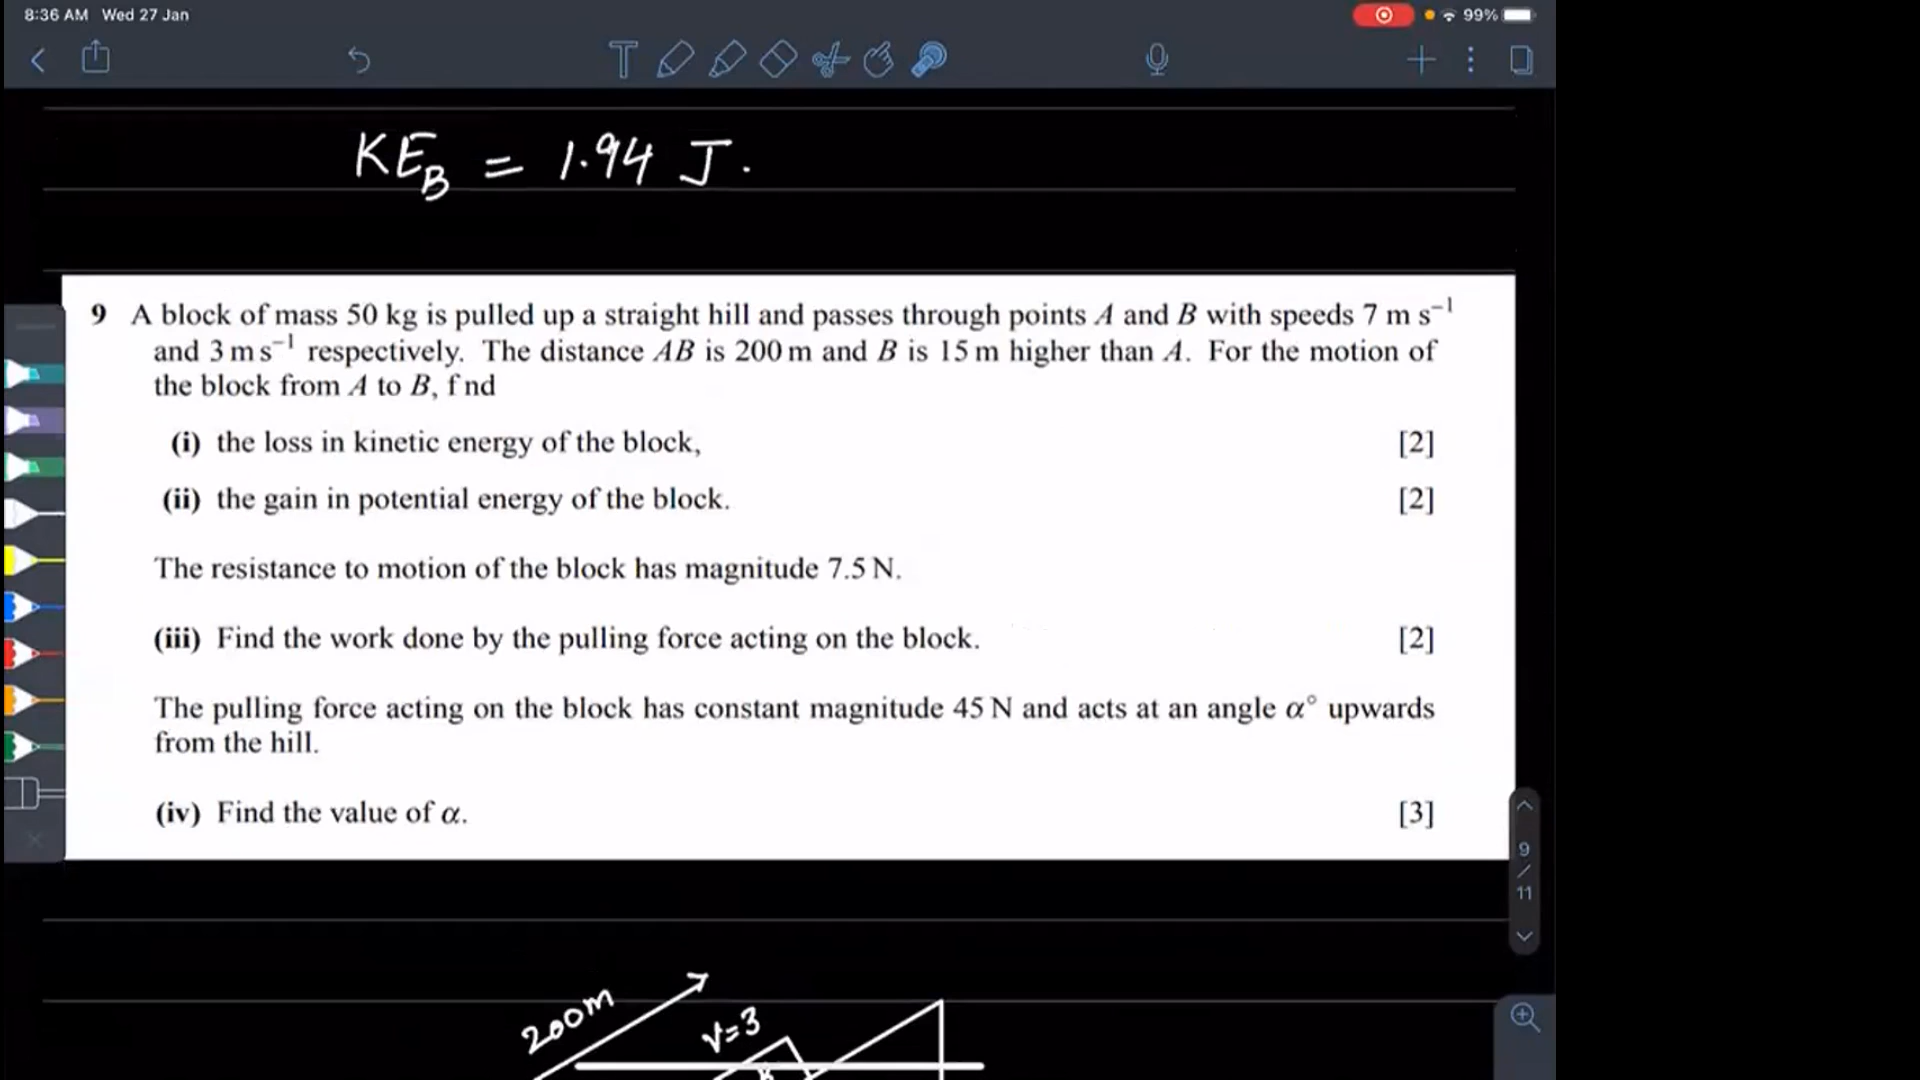 8:36 AM Wed 27 Jan
99%
KE_B = 1.94 J.
9 A block of mass 50 kg is pulled up a straight hill and passes through points A and B with speeds 7 m s⁻¹
and 3 m s⁻¹ respectively. The distance AB is 200 m and B is 15 m higher than A. For the motion of
the block from A to B, f nd
(i) the loss in kinetic energy of the block, [2]
(ii) the gain in potential energy of the block. [2]
The resistance to motion of the block has magnitude 7.5 N.
(iii) Find the work done by the pulling force acting on the block. [2]
The pulling force acting on the block has constant magnitude 45 N and acts at an angle α° upwards
from the hill.
(iv) Find the value of α. [3]
9
/
11
200m
v=3